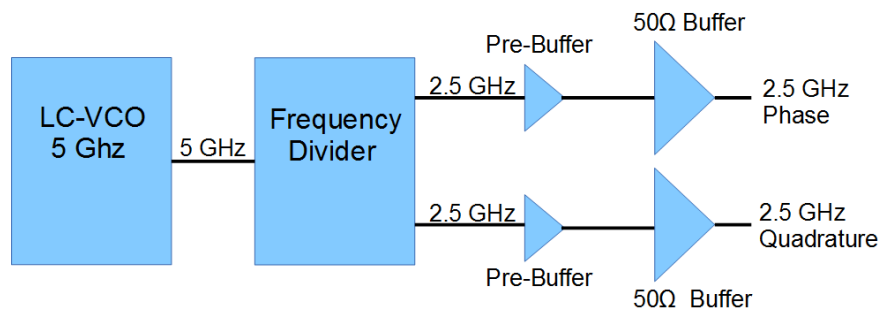 50Ω Buffer
Pre-Buffer
2.5 GHz
2.5 GHz
Phase
LC-VCO
5 Ghz
5 GHz
Frequency
Divider
2.5 GHz
2.5 GHz
Quadrature
Pre-Buffer
50Ω Buffer